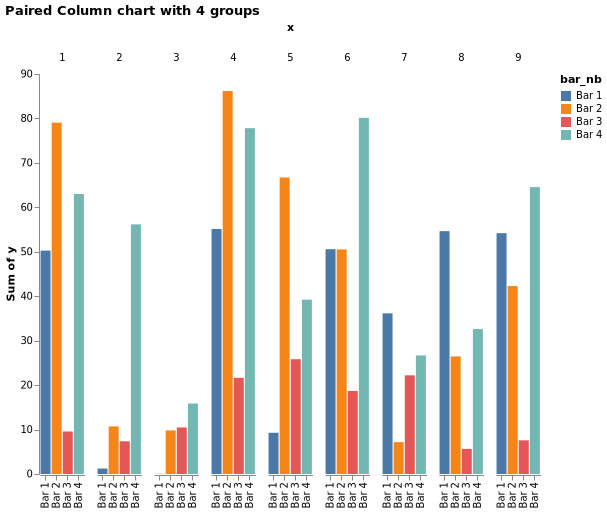 Paired Column chart with 4 groups
x
1 2 3 4 5 6 7 8 9
90
80
70
60
50
40
30
20
10
0
Sum of y
Bar 1 Bar 2 Bar 3 Bar 4 Bar 1 Bar 2 Bar 3 Bar 4 Bar 1 Bar 2 Bar 3 Bar 4 Bar 1 Bar 2 Bar 3 Bar 4 Bar 1 Bar 2 Bar 3 Bar 4 Bar 1 Bar 2 Bar 3 Bar 4 Bar 1 Bar 2 Bar 3 Bar 4 Bar 1 Bar 2 Bar 3 Bar 4 Bar 1 Bar 2 Bar 3 Bar 4
bar_nb
Bar 1
Bar 2
Bar 3
Bar 4